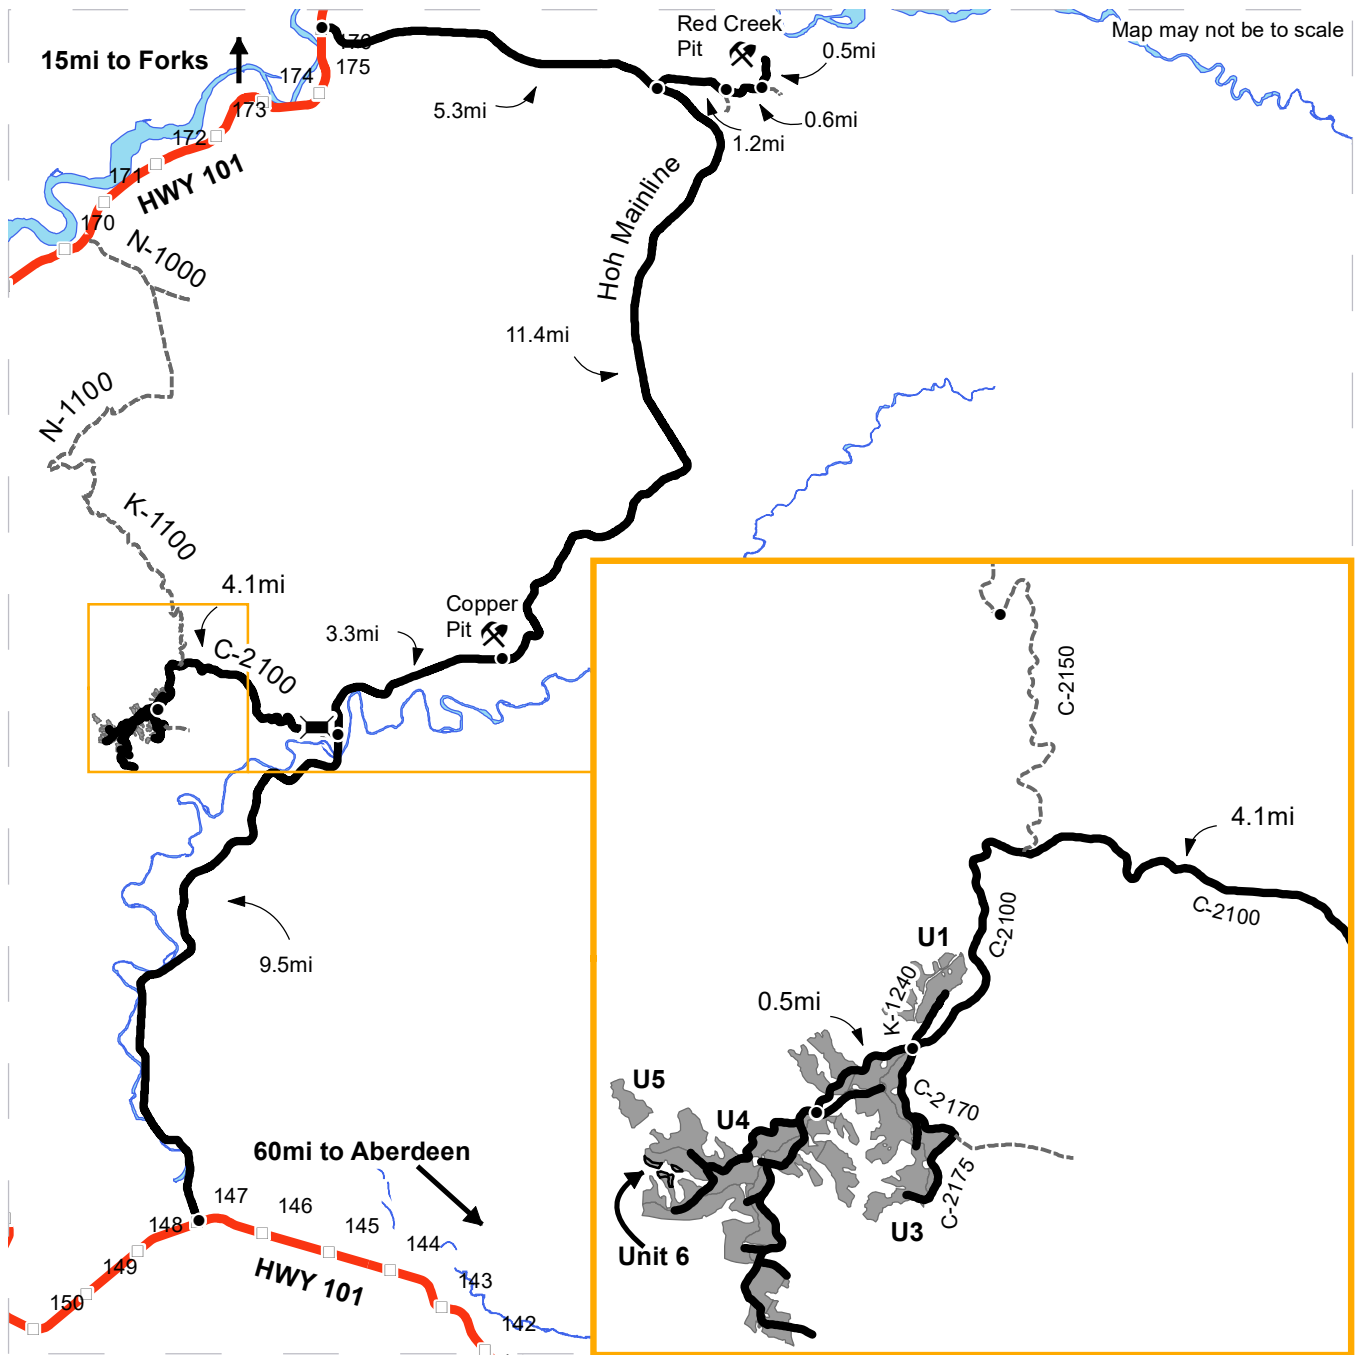 Red Creek
Pit
Map may not be to scale
15mi to Forks
176
175
174
173
172
171
170
HWY 101
0.5mi
0.6mi
1.2mi
5.3mi
Hoh Mainline
N-1000
11.4mi
N-1100
K-1100
4.1mi
Copper
Pit
3.3mi
C-2100
9.5mi
60mi to Aberdeen
147
146
145
144
143
142
148
149
150
HWY 101
C-2150
4.1mi
C-2100
C-2100
U1
K-1240
0.5mi
U5
U4
C-2170
C-2175
U3
Unit 6